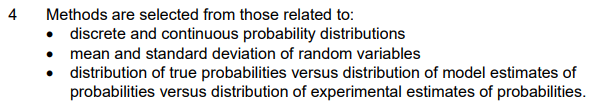 4 Methods are selected from those related to:
• discrete and continuous probability distributions
• mean and standard deviation of random variables
• distribution of true probabilities versus distribution of model estimates of
probabilities versus distribution of experimental estimates of probabilities.